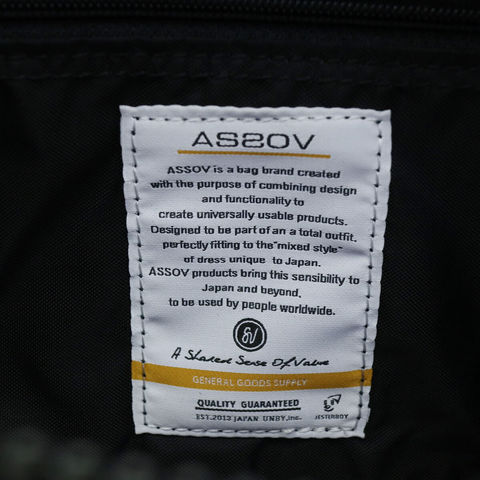 ASSOV
ASSOV is a bag brand created
with the purpose of combining design
and functionality to
create universally usable products.
Designed to be part of an a total outfit.
perfectly fitting to the "mixed style"
of dress unique to Japan.
ASSOV products bring this sensibility to
Japan and beyond,
to be used by people worldwide.
A Shared Sense Of Value
GENERAL GOODS SUPPLY
QUALITY GUARANTEED
EST.2013 JAPAN UNBY,inc.
JESTERBOY